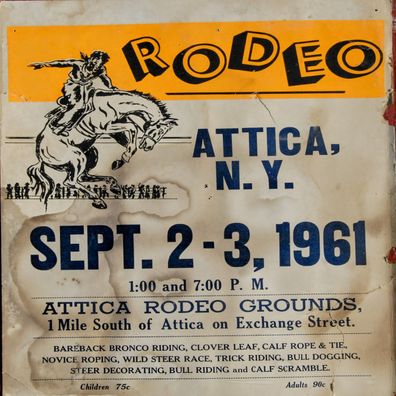 RODEO
ATTICA,
N. Y.
SEPT. 2 - 3, 1961
1:00 and 7:00 P. M.
ATTICA RODEO GROUNDS,
1 Mile South of Attica on Exchange Street.
BAREBACK BRONCO RIDING, CLOVER LEAF, CALF ROPE & TIE,
NOVICE ROPING, WILD STEER RACE, TRICK RIDING, BULL DOGGING,
STEER DECORATING, BULL RIDING and CALF SCRAMBLE.
Children 75c Adults 90c